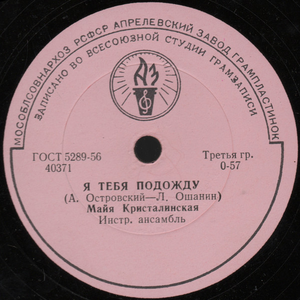 МОСОБЛСОВНАРХОЗ РСФСР АПРЕЛЕВСКИЙ ЗАВОД ГРАМПЛАСТИНОК
ЗАПИСАНО ВО ВСЕСОЮЗНОЙ СТУДИИ ГРАМЗАПИСИ
АЗ
ГОСТ 5289-56
40371
Третья гр.
0-57
Я ТЕБЯ ПОДОЖДУ
(А. Островский—Л. Ошанин)
Майя Кристалинская
Инстр. ансамбль